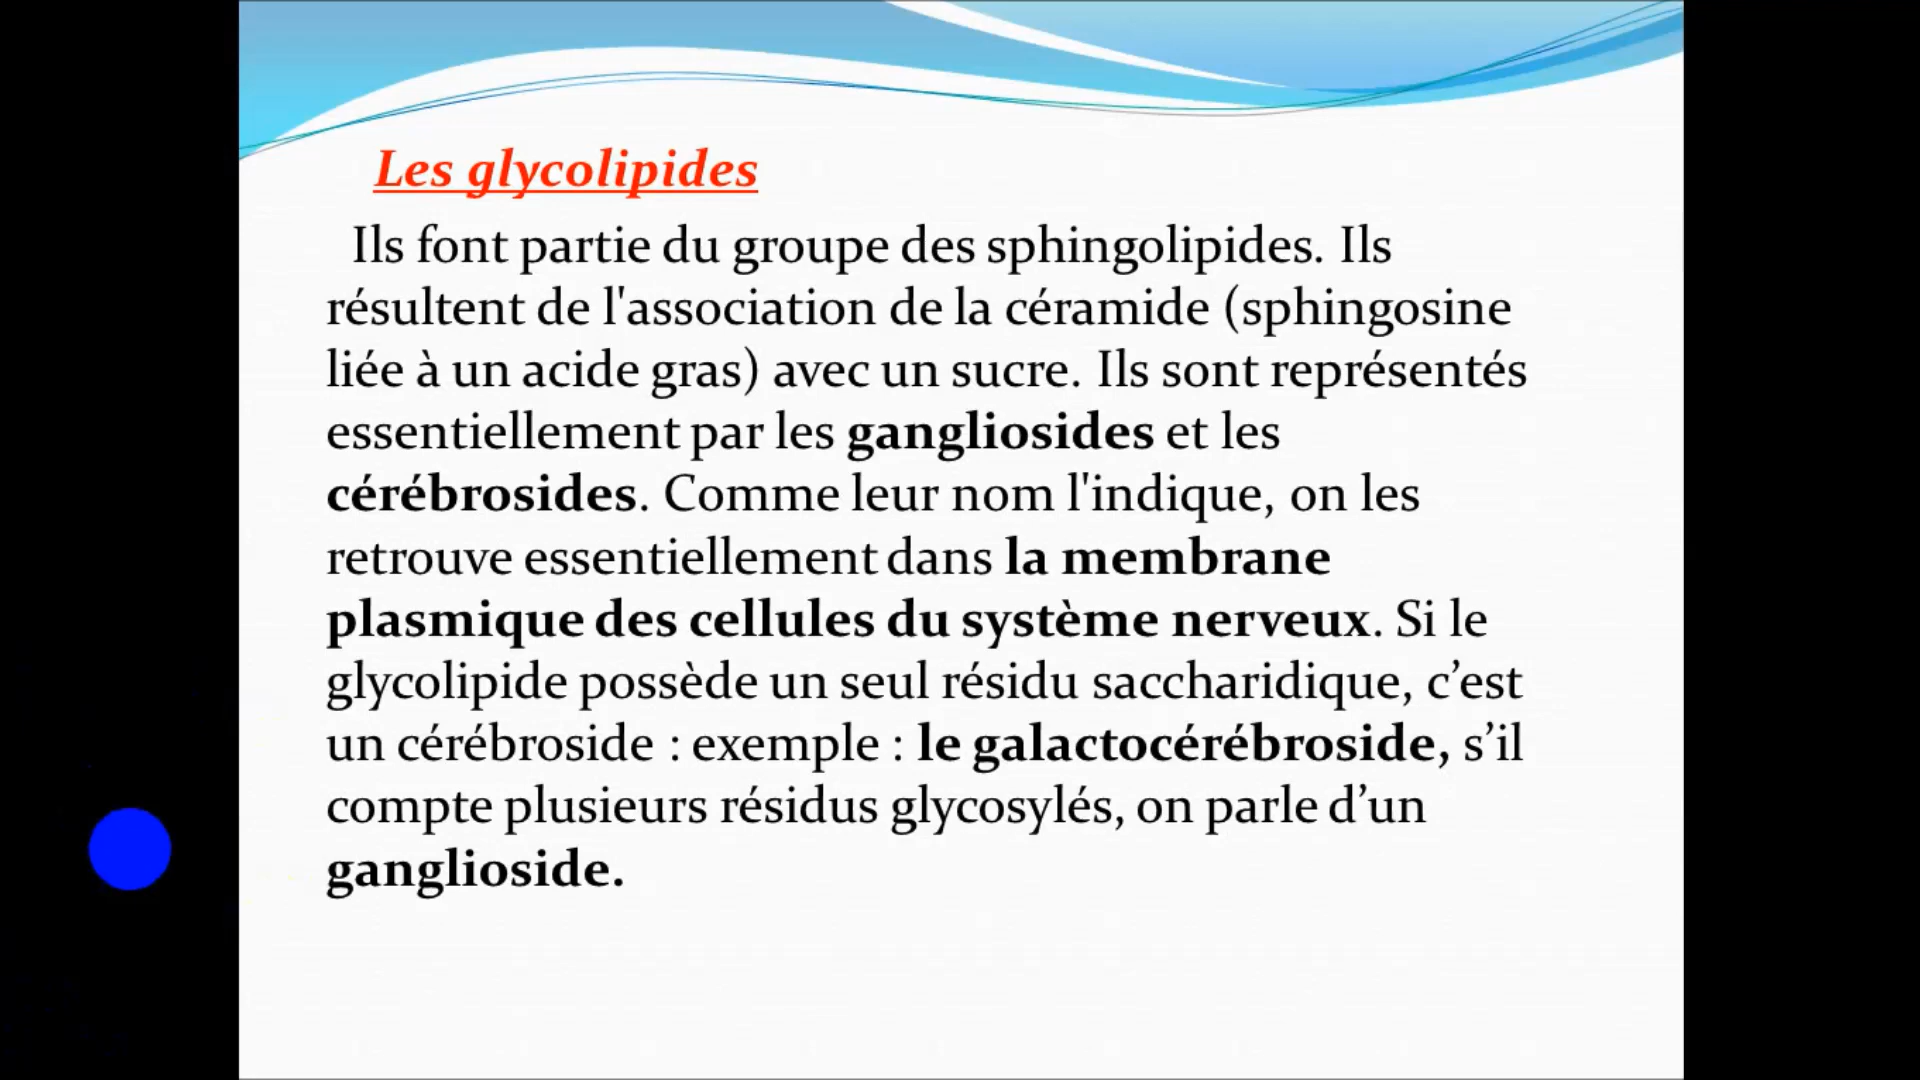 Les glycolipides
Ils font partie du groupe des sphingolipides. Ils
résultent de l'association de la céramide (sphingosine
liée à un acide gras) avec un sucre. Ils sont représentés
essentiellement par les gangliosides et les
cérébrosides. Comme leur nom l'indique, on les
retrouve essentiellement dans la membrane
plasmique des cellules du système nerveux. Si le
glycolipide possède un seul résidu saccharidique, c’est
un cérébroside : exemple : le galactocérébroside, s’il
compte plusieurs résidus glycosylés, on parle d’un
ganglioside.